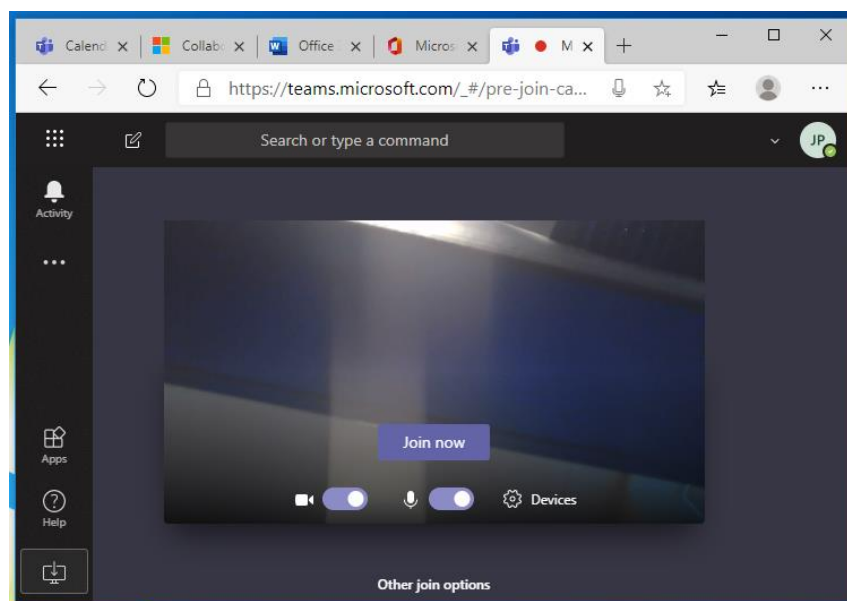 Calend Collab Office Micros M
https://teams.microsoft.com/_#/pre-join-ca...
Search or type a command
JP
Activity
Join now
Devices
Apps
Help
Other join options